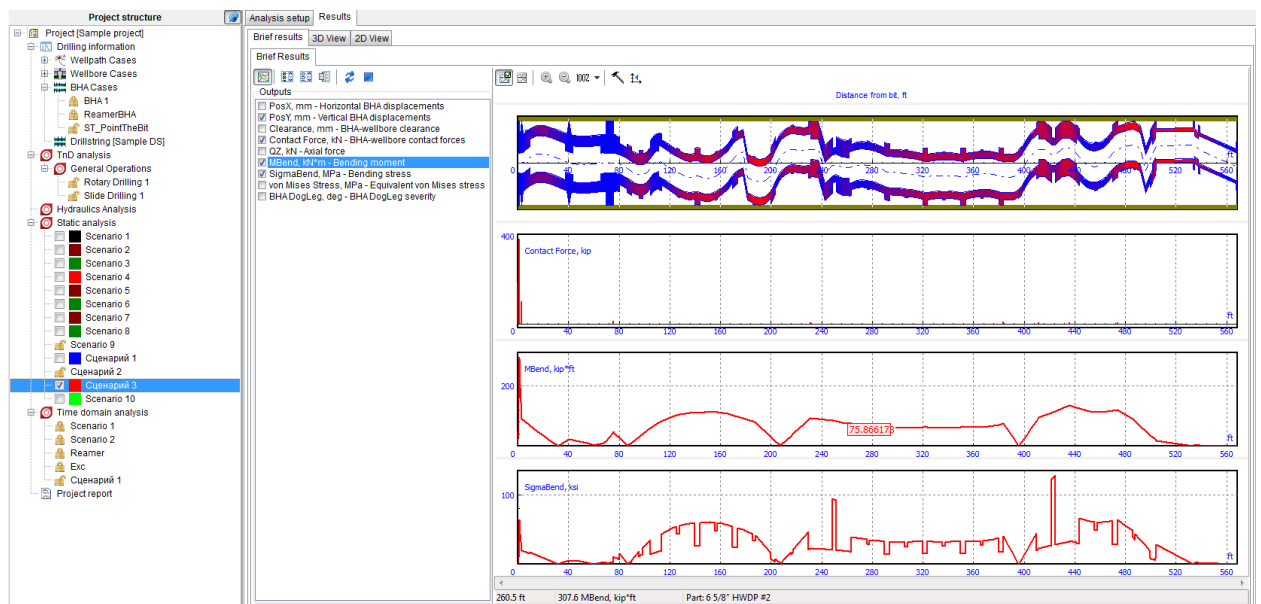 Project structure
Project [Sample project]
Drilling information
Wellpath Cases
Wellbore Cases
BHA Cases
BHA 1
ReamerBHA
ST_PointTheBit
Drillstring [Sample DS]
TnD analysis
General Operations
Rotary Drilling 1
Slide Drilling 1
Hydraulics Analysis
Static analysis
Scenario 1
Scenario 2
Scenario 3
Scenario 4
Scenario 5
Scenario 6
Scenario 7
Scenario 8
Scenario 9
Сценарий 1
Сценарий 2
Сценарий 3
Scenario 10
Time domain analysis
Scenario 1
Scenario 2
Reamer
Exc
Сценарий 1
Project report
Analysis setup Results
Brief results 3D View 2D View
Brief Results
Outputs
PosX, mm - Horizontal BHA displacements
PosY, mm - Vertical BHA displacements
Clearance, mm - BHA-wellbore clearance
Contact Force, kN - BHA-wellbore contact forces
QZ, kN - Axial force
MBend, kN*m - Bending moment
SigmaBend, MPa - Bending stress
von Mises Stress, MPa - Equivalent von Mises stress
BHA DogLeg, deg - BHA DogLeg severity
100%
Distance from bit, ft
ft
0 40 80 120 160 200 240 280 320 360 400 440 480 520 560
400
Contact Force, kip
ft
0 40 80 120 160 200 240 280 320 360 400 440 480 520 560
MBend, kip*ft
200
75.866173
ft
0 40 80 120 160 200 240 280 320 360 400 440 480 520 560
SigmaBend, ksi
100
ft
0 40 80 120 160 200 240 280 320 360 400 440 480 520 560
260.5 ft 307.6 MBend, kip*ft Part: 6 5/8" HWDP #2